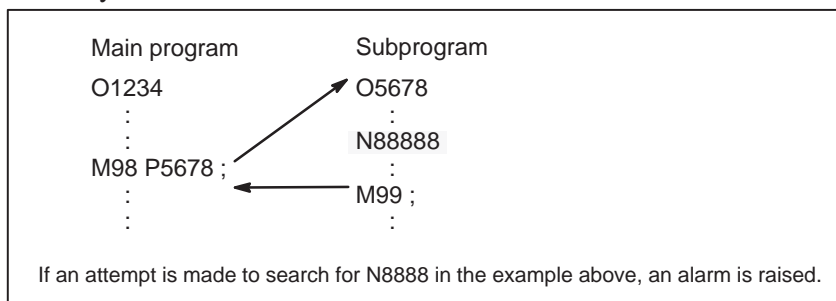 Main program Subprogram
O1234 O5678
: :
: N88888
M98 P5678 ; :
: M99 ;
: :
If an attempt is made to search for N8888 in the example above, an alarm is raised.